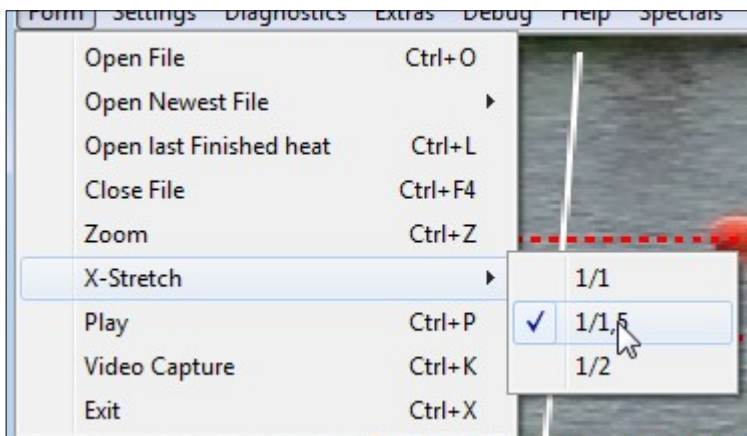 Form Settings Diagnostics Extras Debug Help Specials
Open File Ctrl+O
Open Newest File
Open last Finished heat Ctrl+L
Close File Ctrl+F4
Zoom Ctrl+Z
X-Stretch 1/1
Play Ctrl+P 1/1,5
Video Capture Ctrl+K 1/2
Exit Ctrl+X